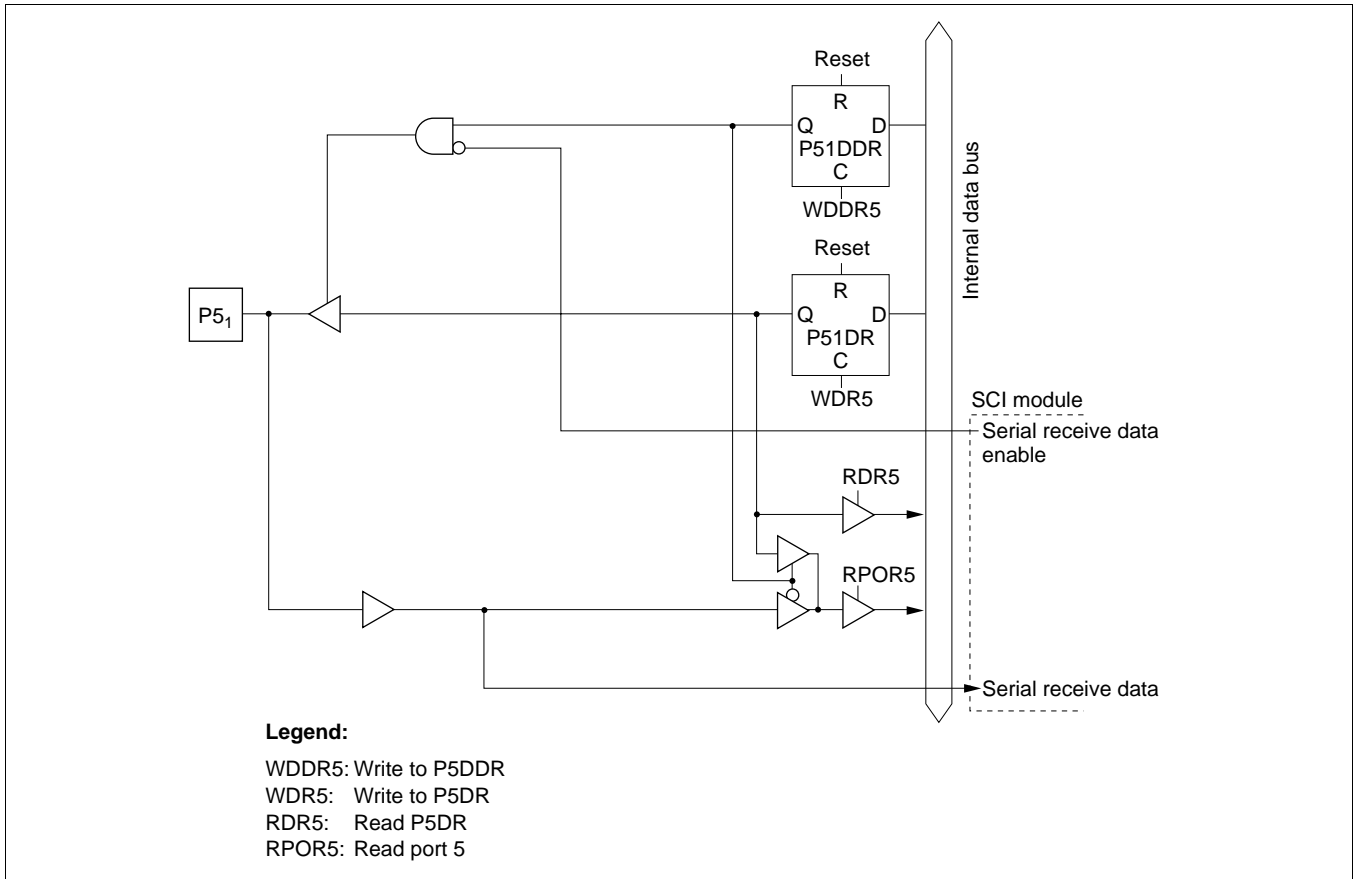 Reset
R
Q D
P51DDR
C
WDDR5
Internal data bus
Reset
R
P5₁
Q D
P51DR
C
WDR5
SCI module
Serial receive data
enable
RDR5
RPOR5
Serial receive data
Legend:
WDDR5: Write to P5DDR
WDR5: Write to P5DR
RDR5: Read P5DR
RPOR5: Read port 5